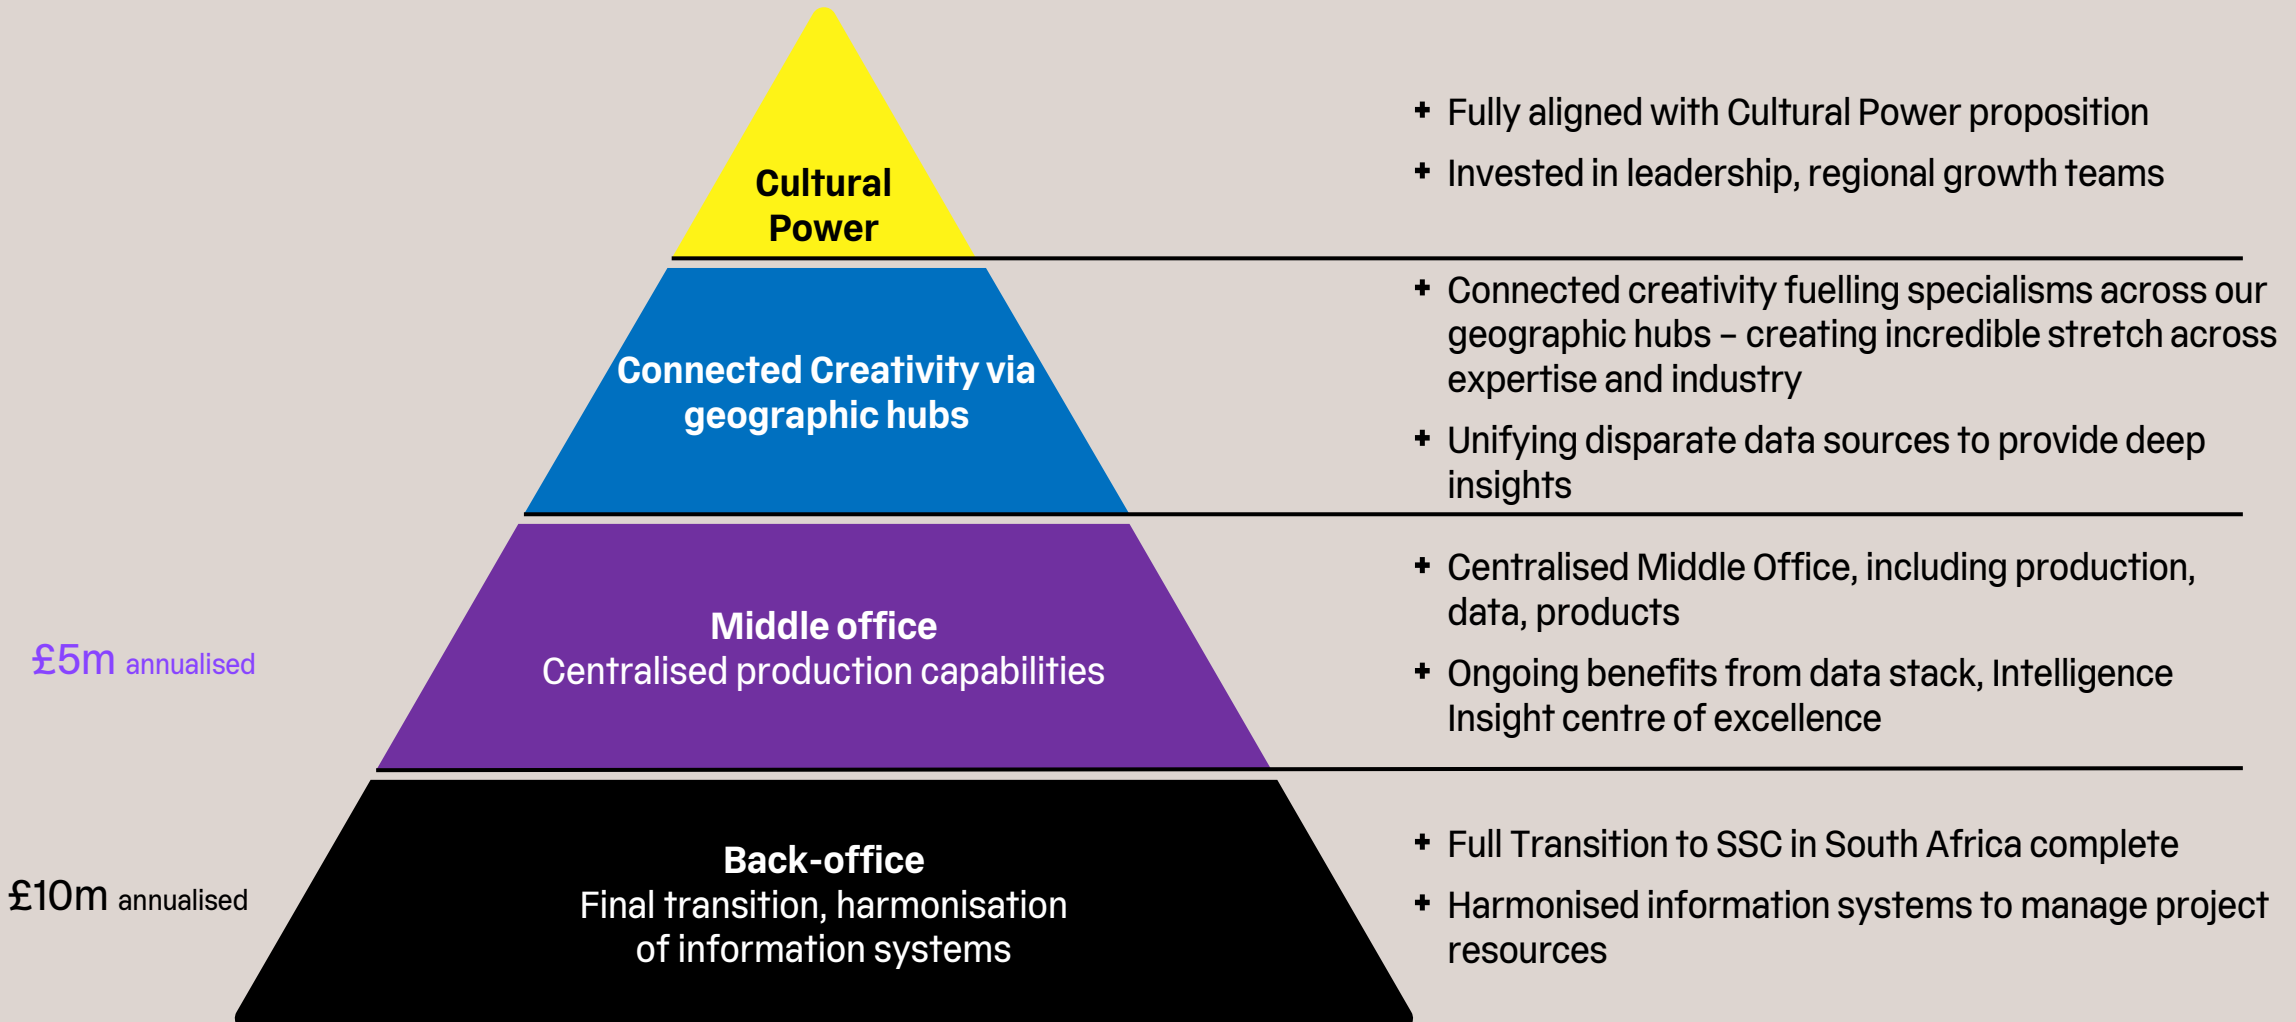 Cultural
Power
+ Fully aligned with Cultural Power proposition
+ Invested in leadership, regional growth teams
Connected Creativity via
geographic hubs
+ Connected creativity fuelling specialisms across our
geographic hubs – creating incredible stretch across
expertise and industry
+ Unifying disparate data sources to provide deep
insights
£5m annualised
Middle office
Centralised production capabilities
+ Centralised Middle Office, including production,
data, products
+ Ongoing benefits from data stack, Intelligence
Insight centre of excellence
£10m annualised
Back-office
Final transition, harmonisation
of information systems
+ Full Transition to SSC in South Africa complete
+ Harmonised information systems to manage project
resources